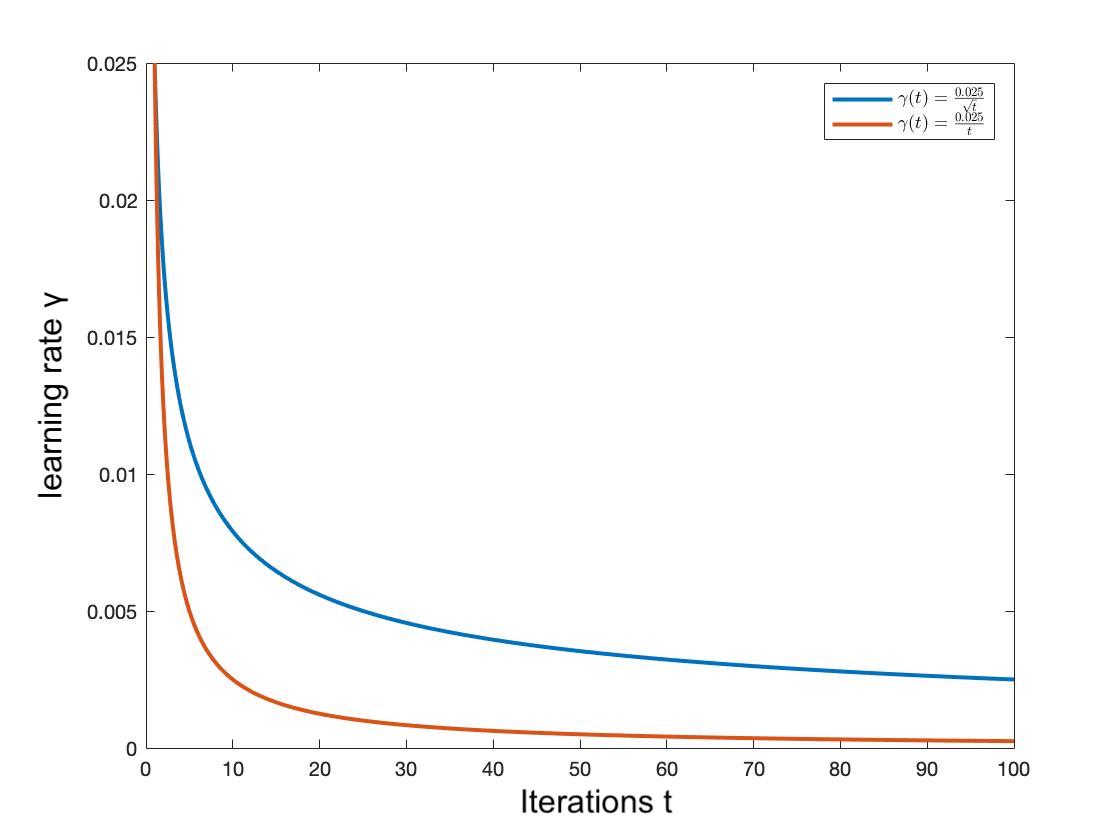 0.025
0.02
0.015
0.01
0.005
0
learning rate γ
γ(t) = 0.025/√t
γ(t) = 0.025/t
0 10 20 30 40 50 60 70 80 90 100
Iterations t